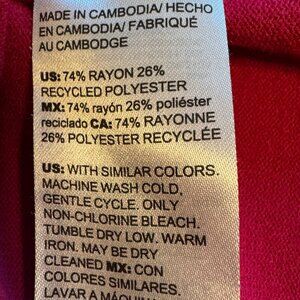 MADE IN CAMBODIA/ HECHO
EN CAMBODIA/ FABRIQUÉ
AU CAMBODGE
US: 74% RAYON 26%
RECYCLED POLYESTER
MX: 74% rayón 26% poliéster
reciclado CA: 74% RAYONNE
26% POLYESTER RECYCLÉE
US: WITH SIMILAR COLORS.
MACHINE WASH COLD,
GENTLE CYCLE. ONLY
NON-CHLORINE BLEACH.
TUMBLE DRY LOW. WARM
IRON. MAY BE DRY
CLEANED MX: CON
COLORES SIMILARES.
LAVAR A MÁQUINA